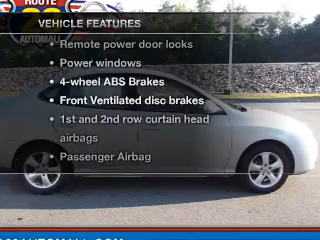 ROUTE
AUTOMALL
VEHICLE FEATURES
• Remote power door locks
• Power windows
• 4-wheel ABS Brakes
• Front Ventilated disc brakes
• 1st and 2nd row curtain head
airbags
• Passenger Airbag